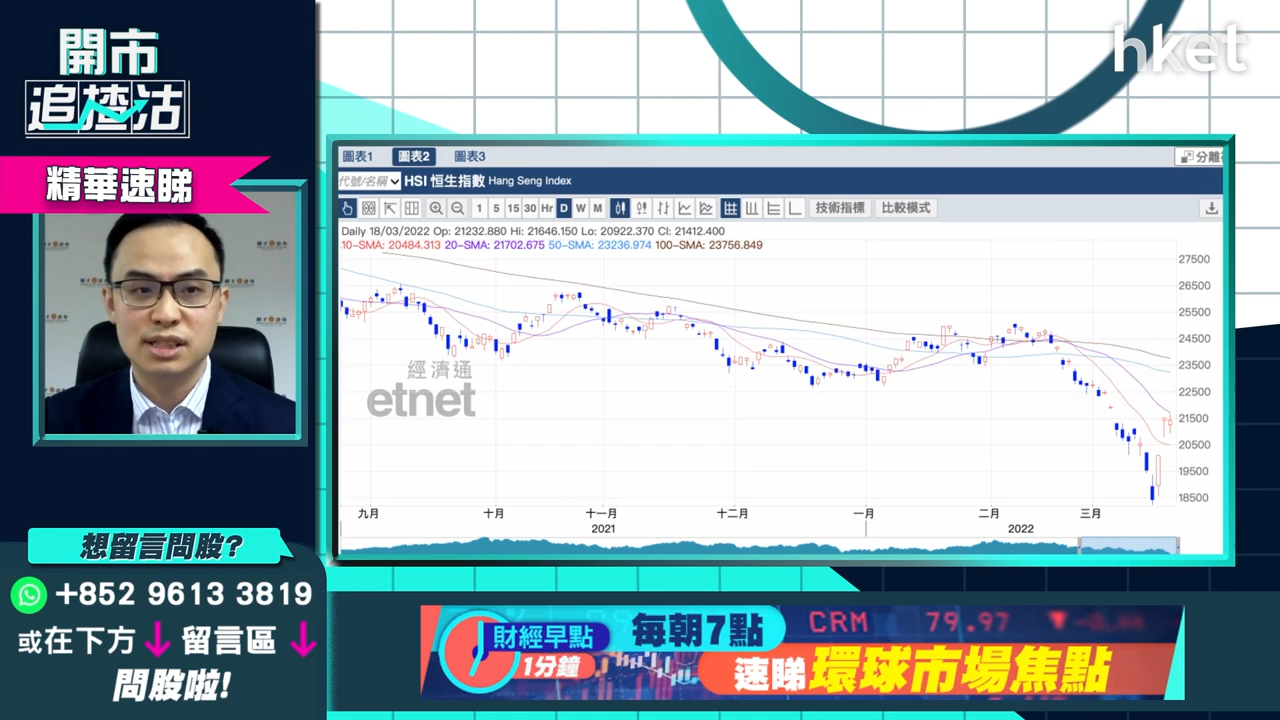 開市
追揸沽
精華速睇
hket
圖表1 圖表2 圖表3
分離
代號/名稱 HSI 恒生指數 Hang Seng Index
1 5 15 30 Hr D W M 技術指標 比較模式
Daily 18/03/2022 Op: 21232.880 Hi: 21646.150 Lo: 20922.370 Cl: 21412.400
10-SMA: 20484.313 20-SMA: 21702.675 50-SMA: 23236.974 100-SMA: 23756.849
27500
26500
25500
24500
23500
22500
21500
20500
19500
18500
經濟通
etnet
九月 十月 十一月 十二月 一月 二月 三月
2021 2022
想留言問股?
+852 9613 3819
或在下方 留言區
問股啦!
財經早點
1分鐘
每朝7點
速睇環球市場焦點
CRM 79.97